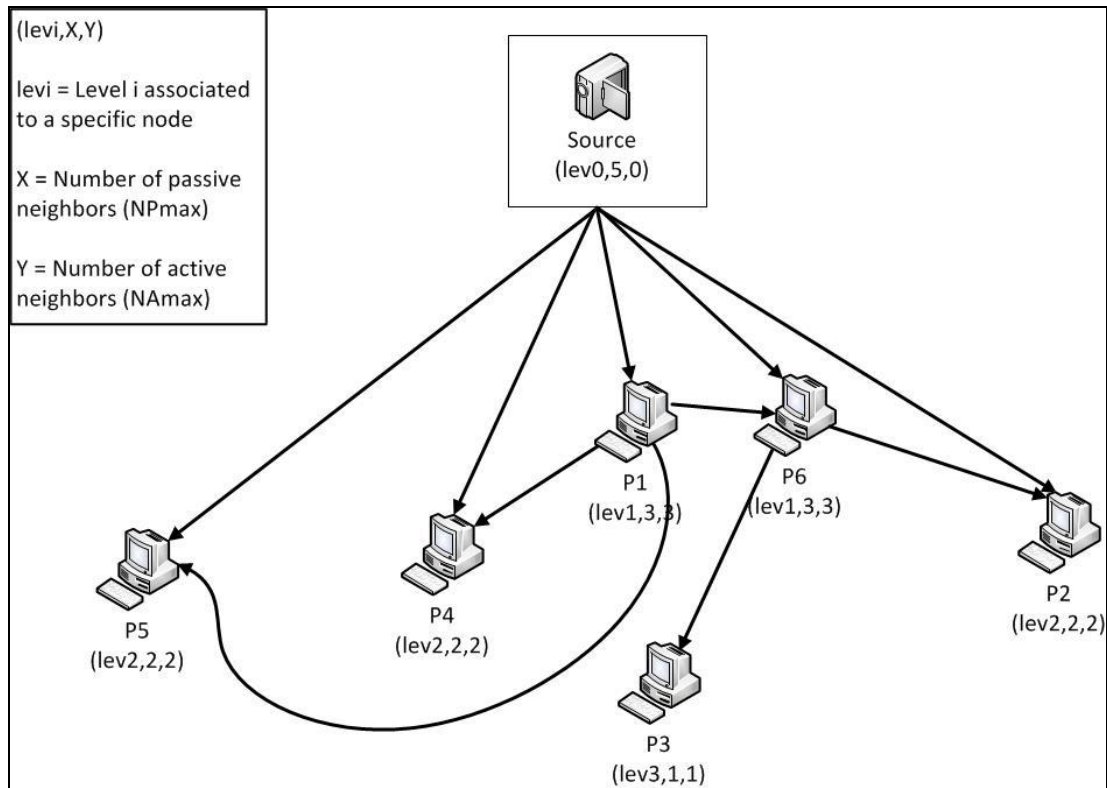 (levi,X,Y)
levi = Level i associated
to a specific node
X = Number of passive
neighbors (NPmax)
Y = Number of active
neighbors (NAmax)
Source
(lev0,5,0)
P1
(lev1,3,3)
P6
(lev1,3,3)
P5
(lev2,2,2)
P4
(lev2,2,2)
P2
(lev2,2,2)
P3
(lev3,1,1)